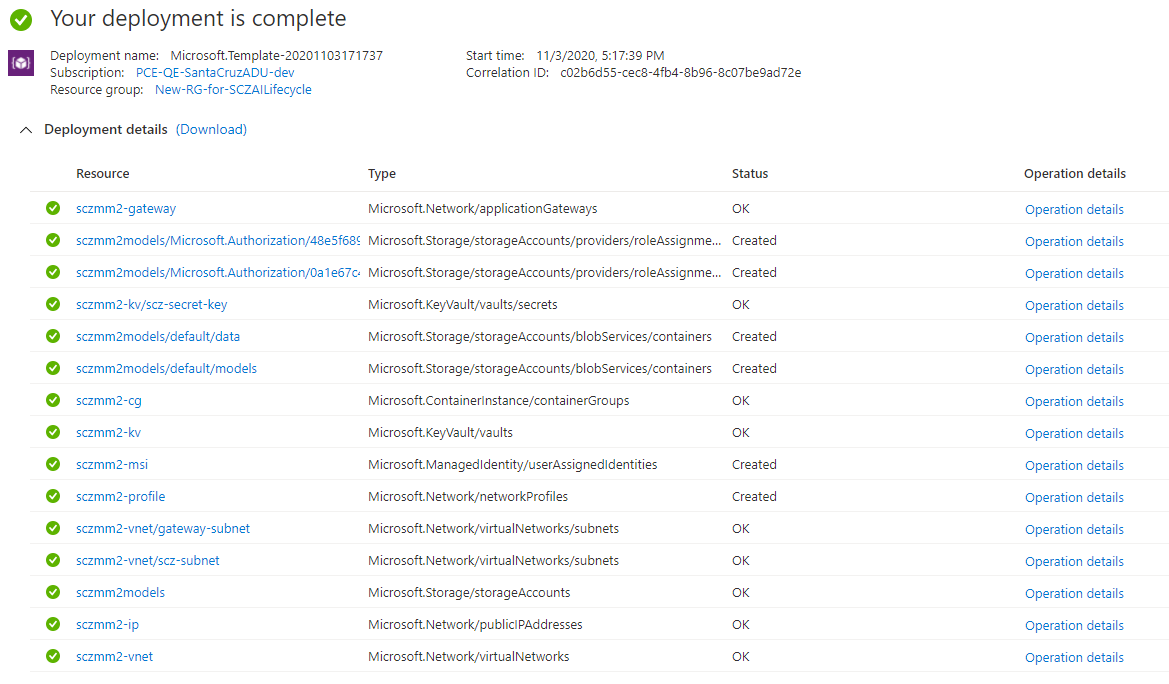 Your deployment is complete
Deployment name: Microsoft.Template-20201103171737 Start time: 11/3/2020, 5:17:39 PM
Subscription: PCE-QE-SantaCruzADU-dev Correlation ID: c02b6d55-cec8-4fb4-8b96-8c07be9ad72e
Resource group: New-RG-for-SCZAILifecycle
Deployment details (Download)
Resource Type Status Operation details
sczmm2-gateway Microsoft.Network/applicationGateways OK Operation details
sczmm2models/Microsoft.Authorization/48e5f689 Microsoft.Storage/storageAccounts/providers/roleAssignme... Created Operation details
sczmm2models/Microsoft.Authorization/0a1e67c4 Microsoft.Storage/storageAccounts/providers/roleAssignme... Created Operation details
sczmm2-kv/scz-secret-key Microsoft.KeyVault/vaults/secrets OK Operation details
sczmm2models/default/data Microsoft.Storage/storageAccounts/blobServices/containers Created Operation details
sczmm2models/default/models Microsoft.Storage/storageAccounts/blobServices/containers Created Operation details
sczmm2-cg Microsoft.ContainerInstance/containerGroups OK Operation details
sczmm2-kv Microsoft.KeyVault/vaults OK Operation details
sczmm2-msi Microsoft.ManagedIdentity/userAssignedIdentities Created Operation details
sczmm2-profile Microsoft.Network/networkProfiles Created Operation details
sczmm2-vnet/gateway-subnet Microsoft.Network/virtualNetworks/subnets OK Operation details
sczmm2-vnet/scz-subnet Microsoft.Network/virtualNetworks/subnets OK Operation details
sczmm2models Microsoft.Storage/storageAccounts OK Operation details
sczmm2-ip Microsoft.Network/publicIPAddresses OK Operation details
sczmm2-vnet Microsoft.Network/virtualNetworks OK Operation details